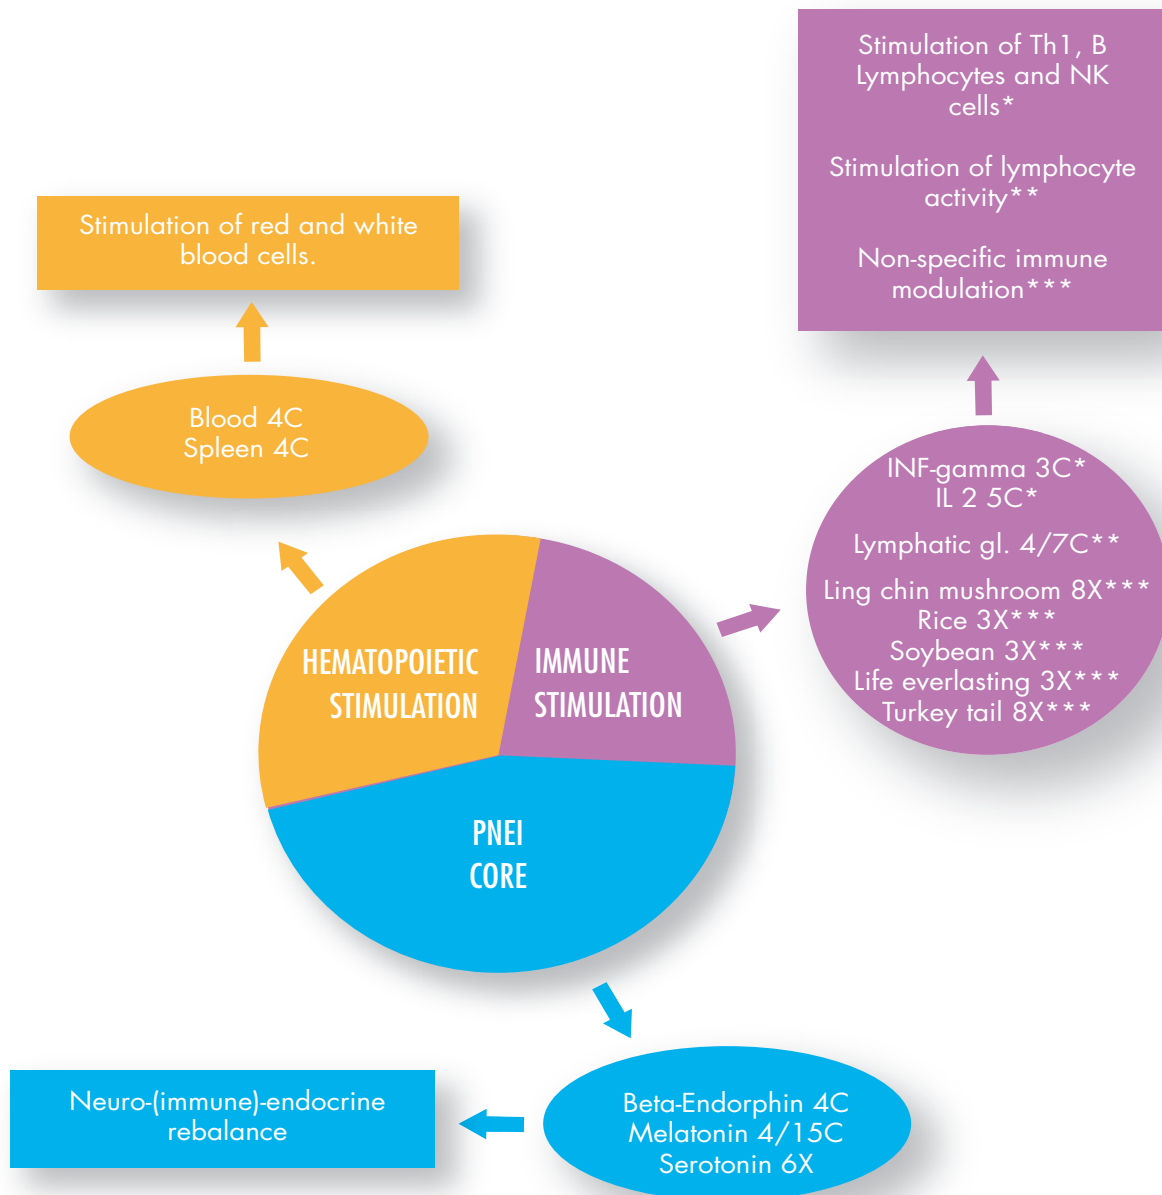 Stimulation of Th1, B
Lymphocytes and NK
cells*
Stimulation of lymphocyte
activity**
Non-specific immune
modulation***
Stimulation of red and white
blood cells.
Blood 4C
Spleen 4C
INF-gamma 3C*
IL 2 5C*
Lymphatic gl. 4/7C**
Ling chin mushroom 8X***
Rice 3X***
Soybean 3X***
Life everlasting 3X***
Turkey tail 8X***
HEMATOPOIETIC
STIMULATION
IMMUNE
STIMULATION
PNEI
CORE
Neuro-(immune)-endocrine
rebalance
Beta-Endorphin 4C
Melatonin 4/15C
Serotonin 6X